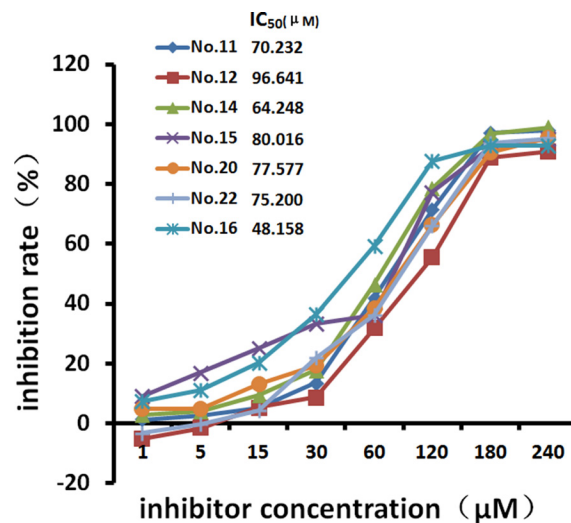 IC50(μM)
No.11 70.232
No.12 96.641
No.14 64.248
No.15 80.016
No.20 77.577
No.22 75.200
No.16 48.158
inhibition rate (%)
120
100
80
60
40
20
0
-20
1 5 15 30 60 120 180 240
inhibitor concentration (μM)